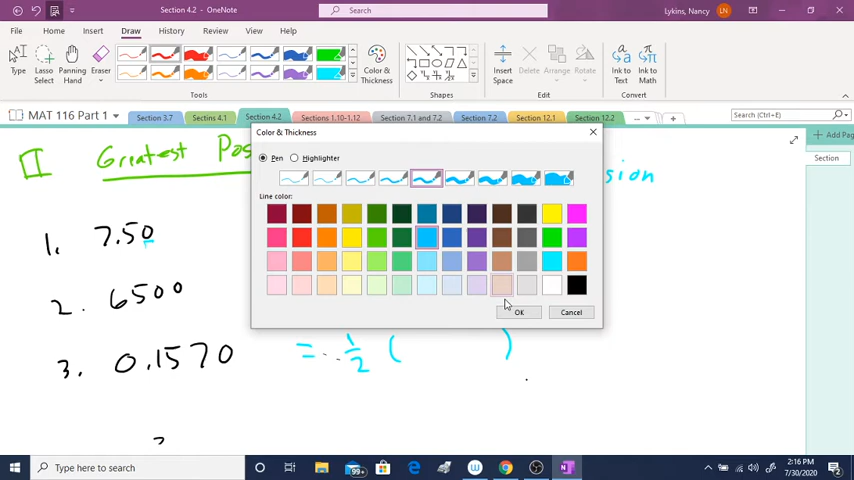 Section 4.2 - OneNote
Search
Lykins, Nancy
LN
File
Home
Insert
Draw
History
Review
View
Help
Share
Type
Lasso Select
Panning Hand
Eraser
Color & Thickness
Insert Space
Delete
Arrange
Rotate
Ink to Text
Ink to Math
Tools
Shapes
Edit
Convert
MAT 116 Part 1
Section 3.7
Sectins 4.1
Section 4.2
Sections 1.10-1.12
Sections 7.1 and 7.2
Section 7.2
Section 12.1
Section 12.2
Search (Ctrl+E)
Add Page
Section
Color & Thickness
Pen
Highlighter
Line color:
OK
Cancel
II Greatest Pos
sion
1. 7.50
2. 6500
3. 0.1570
= 1/2 ( )
Type here to search
99+
2:16 PM
7/30/2020